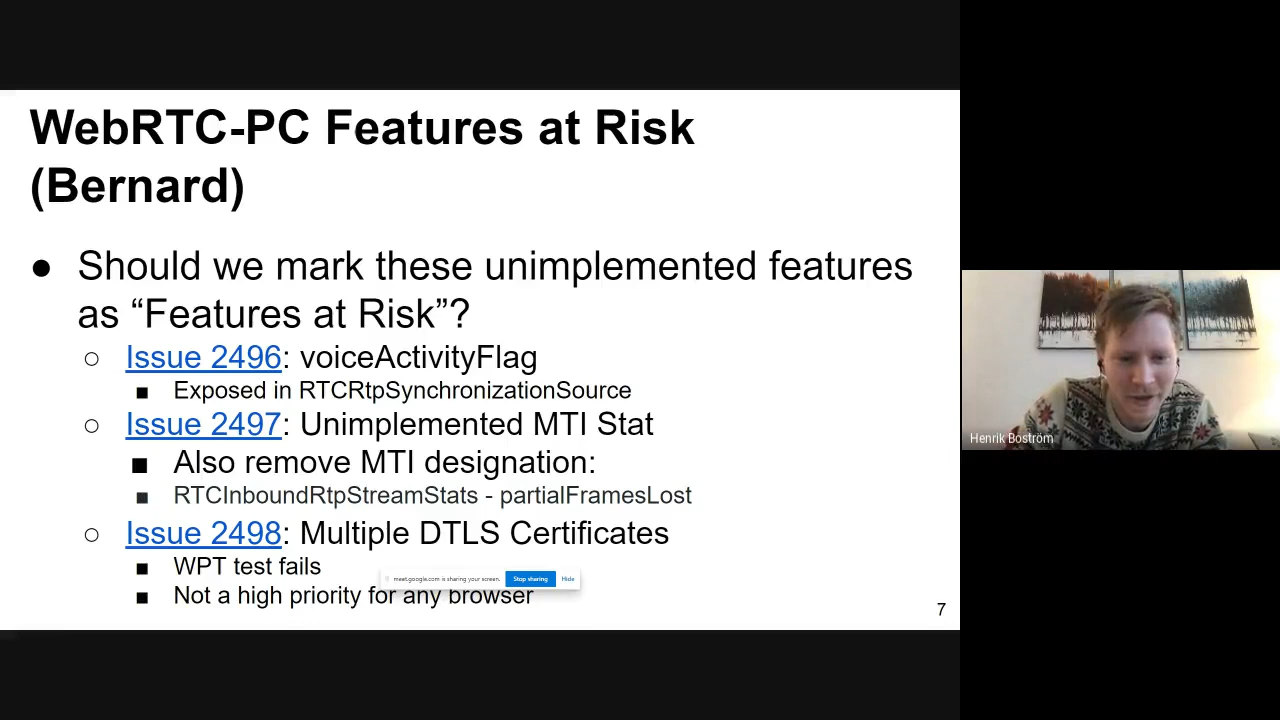 WebRTC-PC Features at Risk
(Bernard)
● Should we mark these unimplemented features
as “Features at Risk”?
○ Issue 2496: voiceActivityFlag
■ Exposed in RTCRtpSynchronizationSource
○ Issue 2497: Unimplemented MTI Stat
■ Also remove MTI designation:
■ RTCInboundRtpStreamStats - partialFramesLost
○ Issue 2498: Multiple DTLS Certificates
■ WPT test fails
meet.google.com is sharing your screen. Stop sharing Hide
■ Not a high priority for any browser
7
Henrik Boström